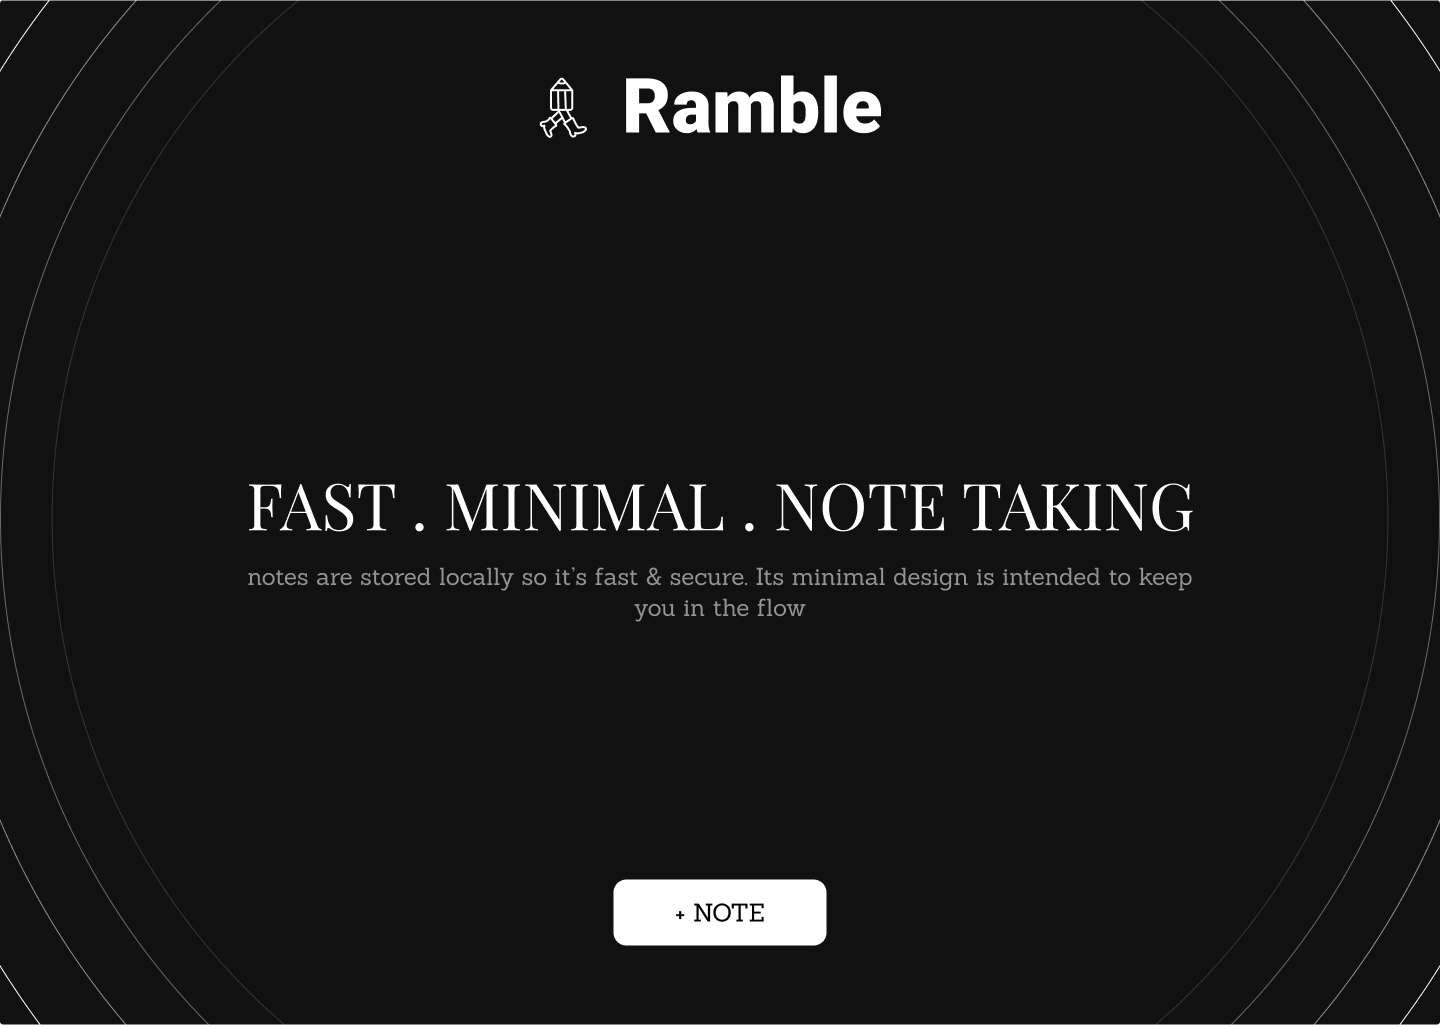 Ramble
FAST . MINIMAL . NOTE TAKING
notes are stored locally so it’s fast & secure. Its minimal design is intended to keep
you in the flow
+ NOTE